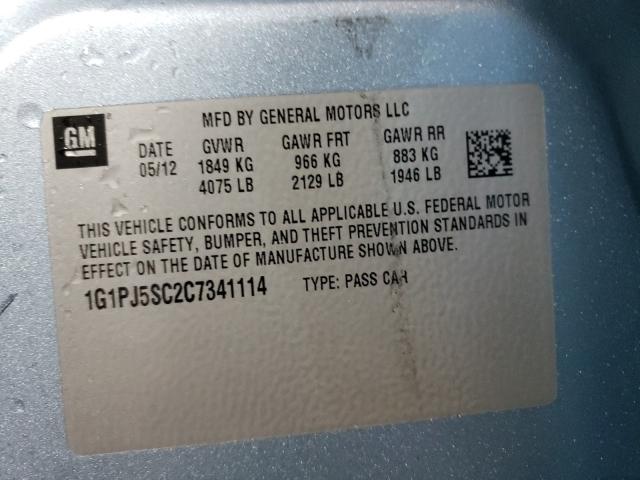 GM
MFD BY GENERAL MOTORS LLC
DATE GVWR GAWR FRT GAWR RR
05/12 1849 KG 966 KG 883 KG
4075 LB 2129 LB 1946 LB
THIS VEHICLE CONFORMS TO ALL APPLICABLE U.S. FEDERAL MOTOR
VEHICLE SAFETY, BUMPER, AND THEFT PREVENTION STANDARDS IN
EFFECT ON THE DATE OF MANUFACTURE SHOWN ABOVE.
1G1PJ5SC2C7341114 TYPE: PASS CAR